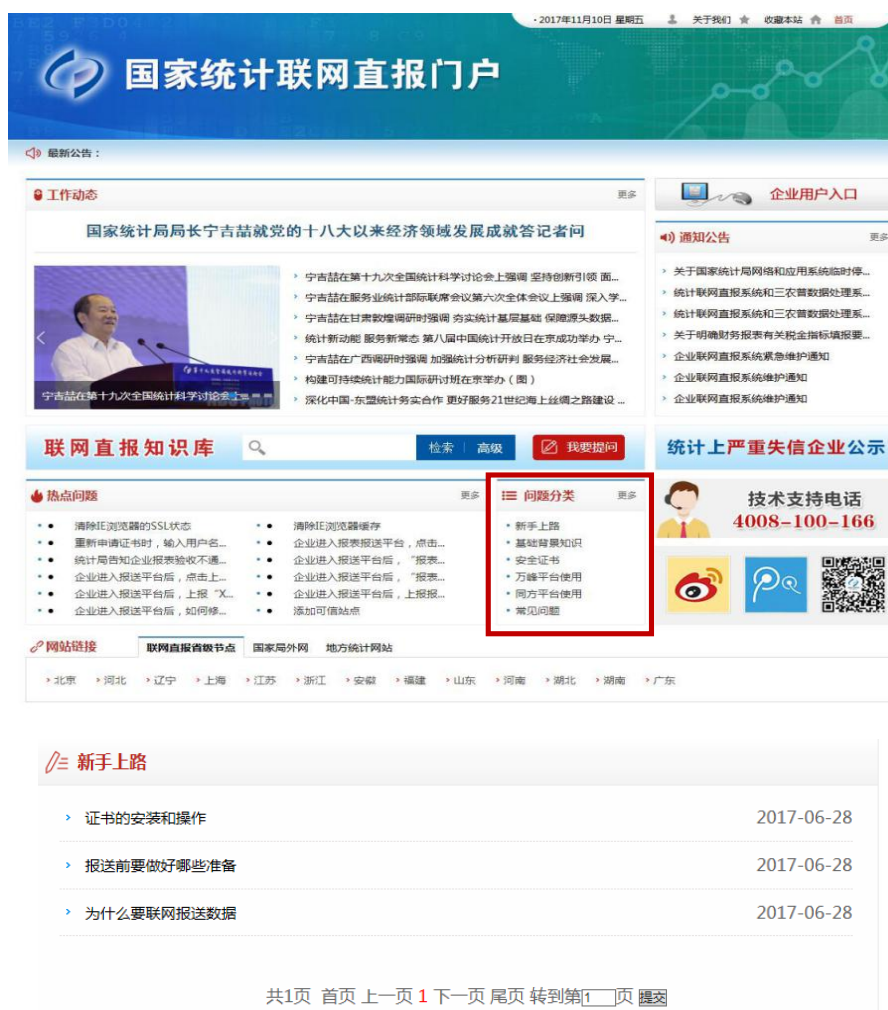 · 2017年11月10日 星期五 关于我们 收藏本站 首页
国家统计联网直报门户
最新公告：
工作动态 更多
国家统计局局长宁吉喆就党的十八大以来经济领域发展成就答记者问
宁吉喆在第十九次全国统计科学讨论会上强调 坚持创新引领 面...
宁吉喆在服务业统计部际联席会议第六次全体会议上强调 深入学...
宁吉喆在甘肃敦煌调研时强调 夯实统计基层基础 保障源头数据...
统计新动能 服务新常态 第八届中国统计开放日在京成功举办 宁...
宁吉喆在广西调研时强调 加强统计分析研判 服务经济社会发展...
构建可持续统计能力国际研讨班在京举办（图）
深化中国-东盟统计务实合作 更好服务21世纪海上丝绸之路建设 ...
宁吉喆在第十九次全国统计科学讨论会上
企业用户入口
通知公告 更多
关于国家统计局网络和应用系统临时停...
统计联网直报系统和三农普数据处理系...
统计联网直报系统和三农普数据处理系...
关于明确财务报表有关税金指标填报要...
企业联网直报系统紧急维护通知
企业联网直报系统维护通知
企业联网直报系统维护通知
联网直报知识库 检索 高级 我要提问
统计上严重失信企业公示
热点问题 更多
清除IE浏览器的SSL状态
重新申请证书时，输入用户名...
统计局告知企业报表验收不通...
企业进入报送平台后，点击上...
企业进入报送平台后，上报“X...
企业进入报送平台后，如何修...
清除IE浏览器缓存
企业进入报表报送平台，点击...
企业进入报送平台后，“报表...
企业进入报送平台后，“报表...
企业进入报送平台后，上报报...
添加可信站点
问题分类 更多
新手上路
基础背景知识
安全证书
万峰平台使用
同方平台使用
常见问题
技术支持电话
4008-100-166
网站链接 联网直报省级节点 国家局外网 地方统计网站
北京 河北 辽宁 上海 江苏 浙江 安徽 福建 山东 河南 湖北 湖南 广东
新手上路
证书的安装和操作 2017-06-28
报送前要做好哪些准备 2017-06-28
为什么要联网报送数据 2017-06-28
共1页 首页 上一页 1 下一页 尾页 转到第1页 提交